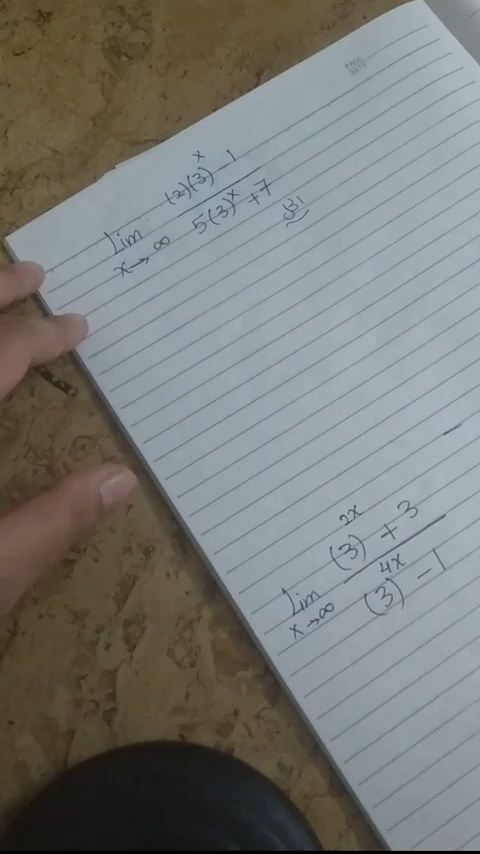 Lim x→∞ (2)(3)^x - 1 / 5(3)^x + 7
Lim x→∞ (3)^2x + 3 / (3)^4x - 1